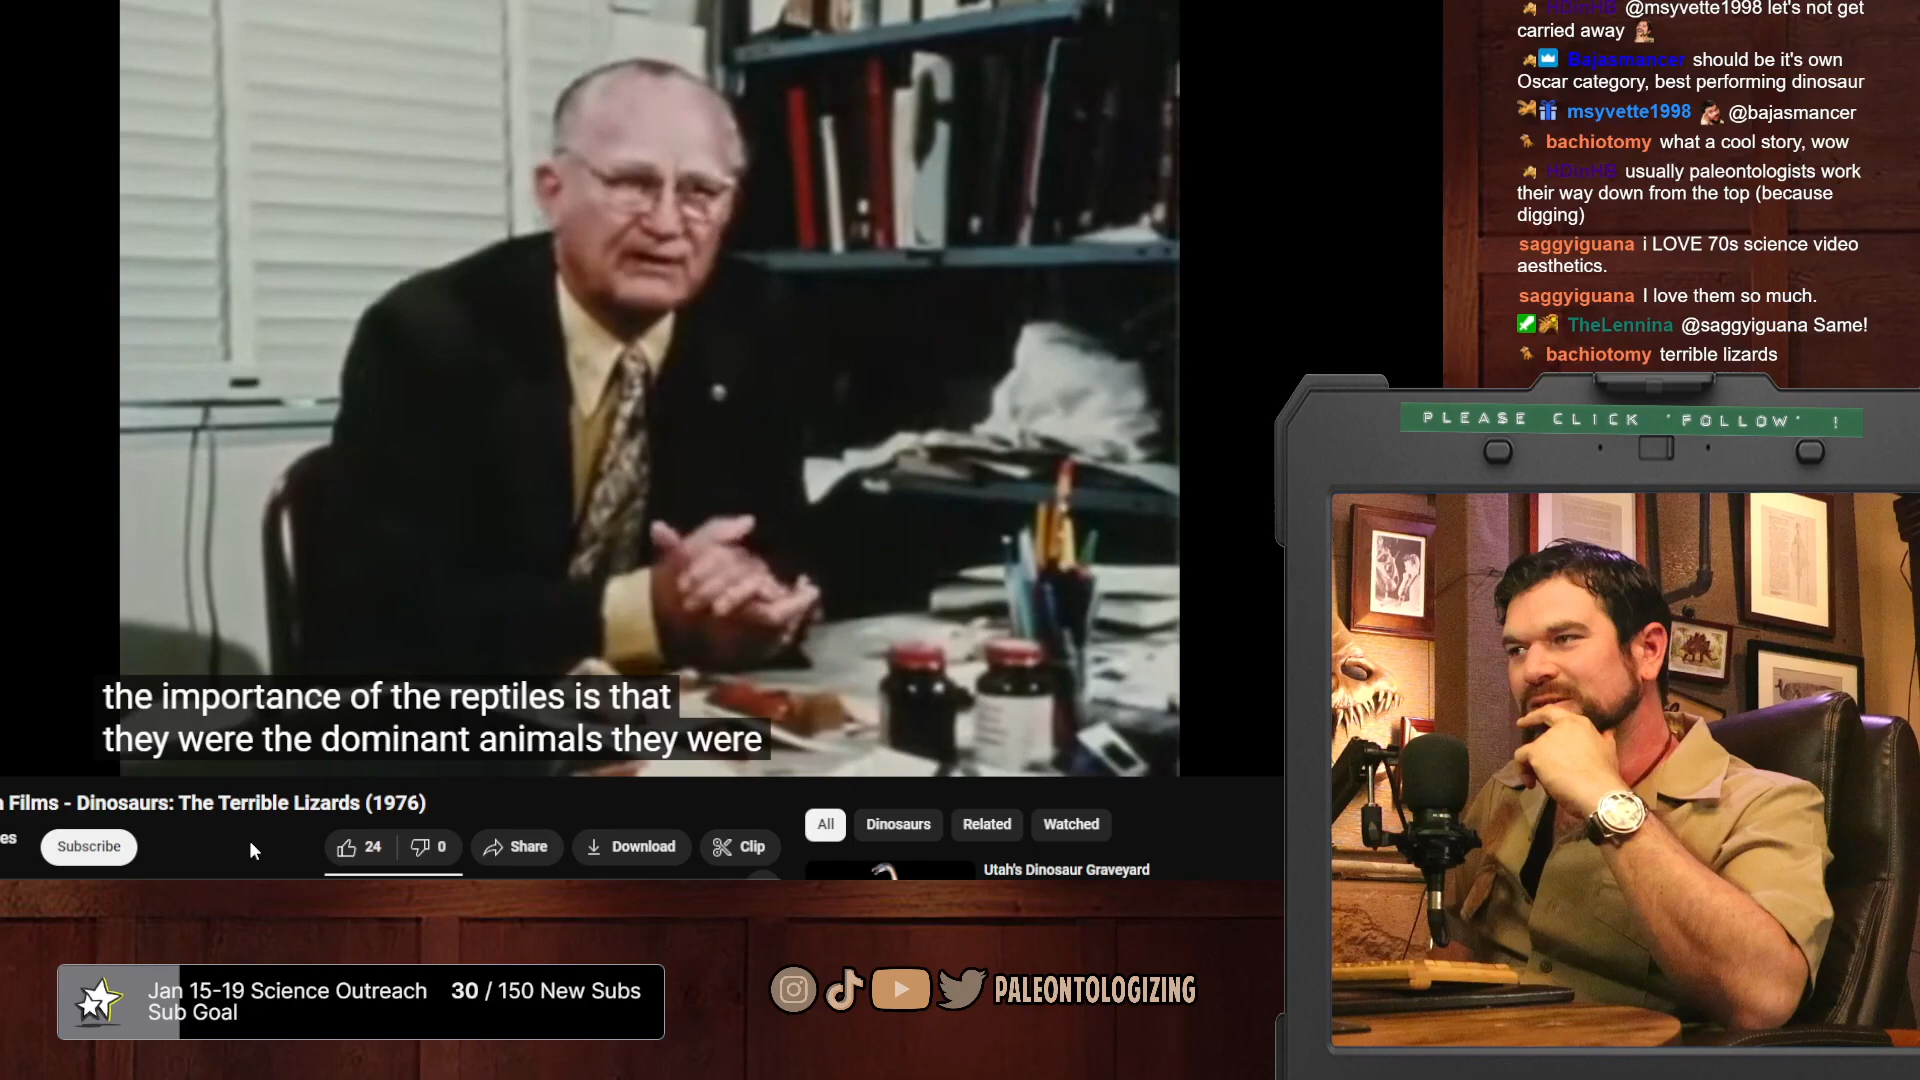 HDinHB @msyvette1998 let's not get
carried away
Bajasmancer should be it's own
Oscar category, best performing dinosaur
msyvette1998 @bajasmancer
bachiotomy what a cool story, wow
HDinHB usually paleontologists work
their way down from the top (because
digging)
saggyiguana i LOVE 70s science video
aesthetics.
saggyiguana I love them so much.
TheLennina @saggyiguana Same!
bachiotomy terrible lizards
PLEASE CLICK "FOLLOW" !
the importance of the reptiles is that
they were the dominant animals they were
Films - Dinosaurs: The Terrible Lizards (1976)
es
Subscribe
24
0
Share
Download
Clip
All
Dinosaurs
Related
Watched
Utah's Dinosaur Graveyard
Jan 15-19 Science Outreach
Sub Goal
30 / 150 New Subs
PALEONTOLOGIZING